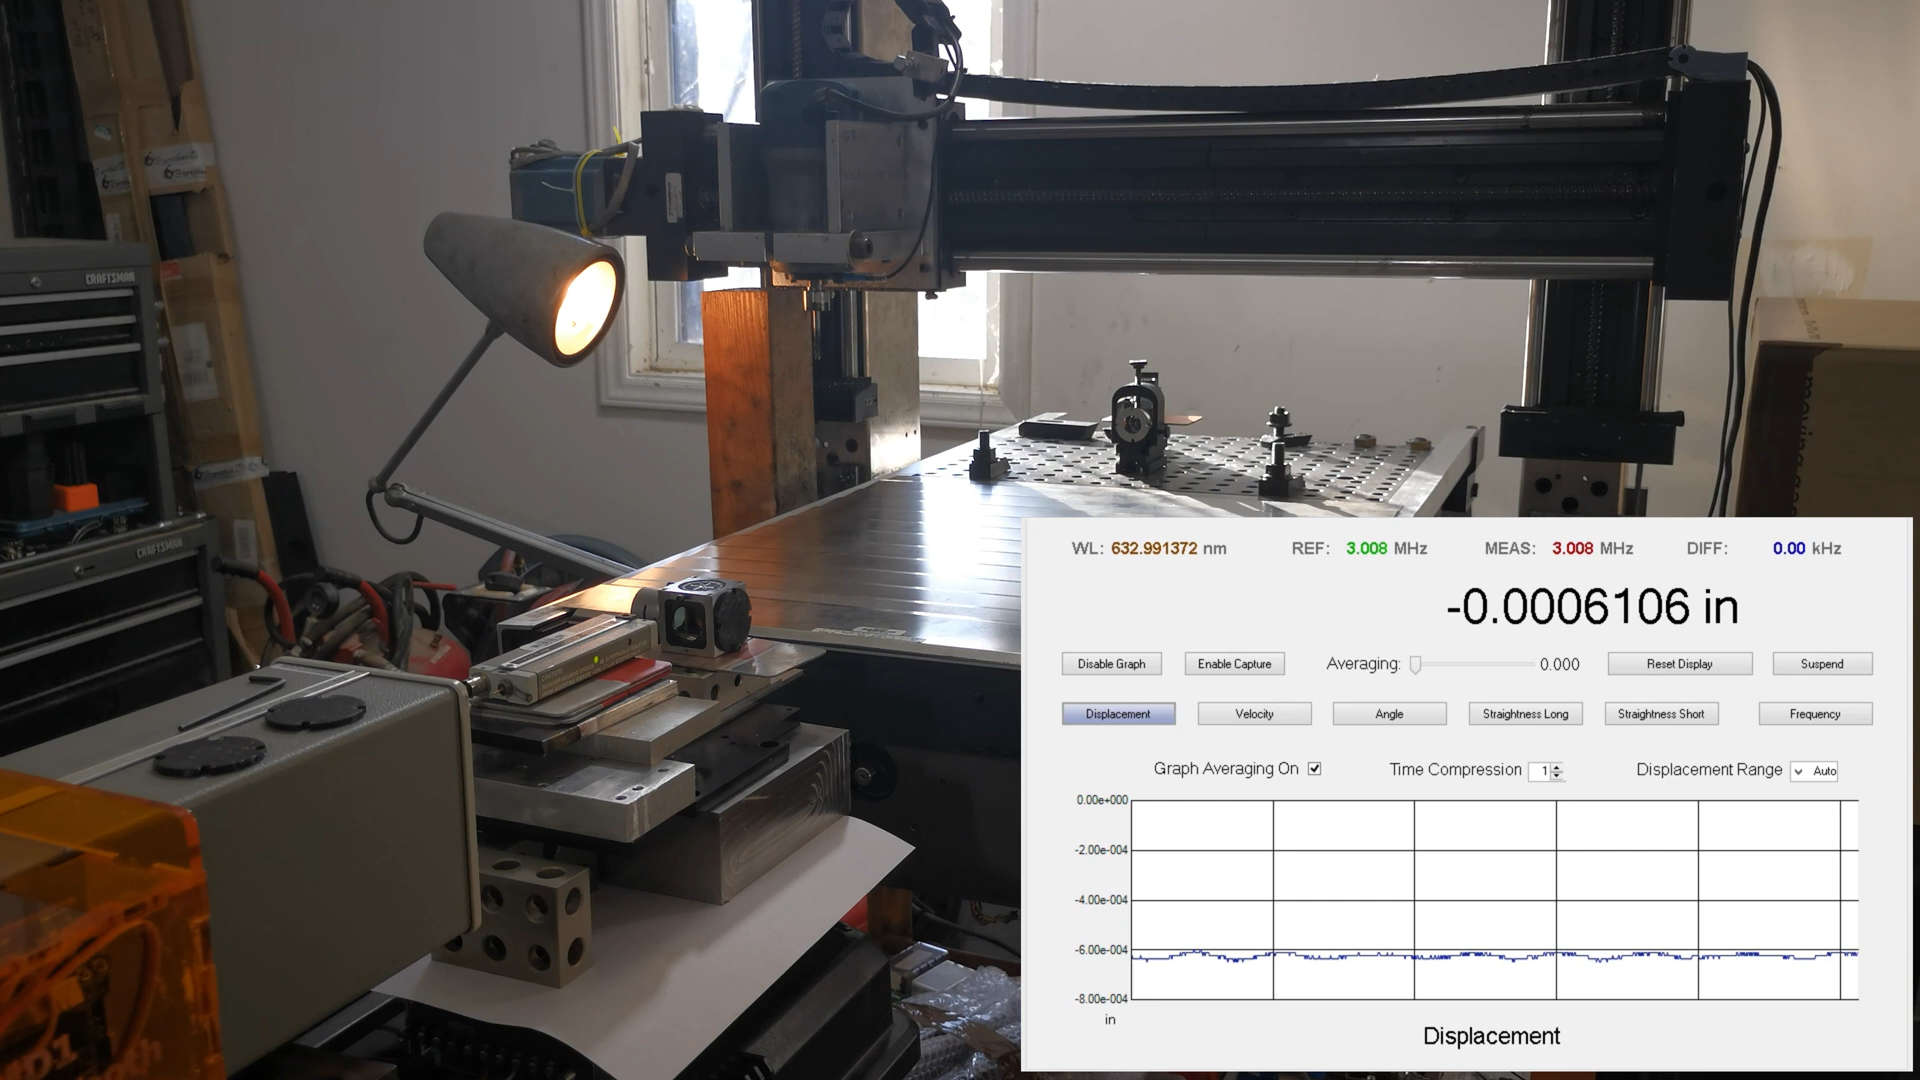 CRAFTSMAN
CRAFTSMAN
WL: 632.991372 nm REF: 3.008 MHz MEAS: 3.008 MHz DIFF: 0.00 kHz
-0.0006106 in
Disable Graph Enable Capture Averaging: 0.000 Reset Display Suspend
Displacement Velocity Angle Straightness Long Straightness Short Frequency
Graph Averaging On Time Compression 1 Displacement Range Auto
0.00e+000
-2.00e-004
-4.00e-004
-6.00e-004
-8.00e-004
in
Displacement